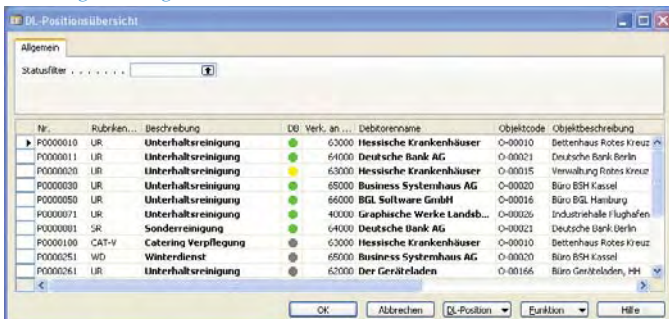 DL-Positionsübersicht
Allgemein
Statusfilter . . . . . . .
Nr. Rubriken... Beschreibung DB Verk. an ... Debitorenname Objektcode Objektbeschreibung
P0000010 UR Unterhaltsreinigung 63000 Hessische Krankenhäuser O-00010 Bettenhaus Rotes Kreuz
P0000011 UR Unterhaltsreinigung 64000 Deutsche Bank AG O-00021 Deutsche Bank Berlin
P0000020 UR Unterhaltsreinigung 63000 Hessische Krankenhäuser O-00015 Verwaltung Rotes Kreuz
P0000030 UR Unterhaltsreinigung 65000 Business Systemhaus AG O-00020 Büro BSH Kassel
P0000050 UR Unterhaltsreinigung 66000 BGL Software GmbH O-00016 Büro BGL Hamburg
P0000071 UR Unterhaltsreinigung 40000 Graphische Werke Landsb... O-00026 Industriehalle Flughafen
P0000081 SR Sonderreinigung 64000 Deutsche Bank AG O-00021 Deutsche Bank Berlin
P0000100 CAT-V Catering Verpflegung 63000 Hessische Krankenhäuser O-00010 Bettenhaus Rotes Kreuz
P0000251 WD Winterdienst 65000 Business Systemhaus AG O-00020 Büro BSH Kassel
P0000261 UR Unterhaltsreinigung 62000 Der Geräteladen O-00166 Büro Geräteladen, HH
OK Abbrechen DL-Position Funktion Hilfe